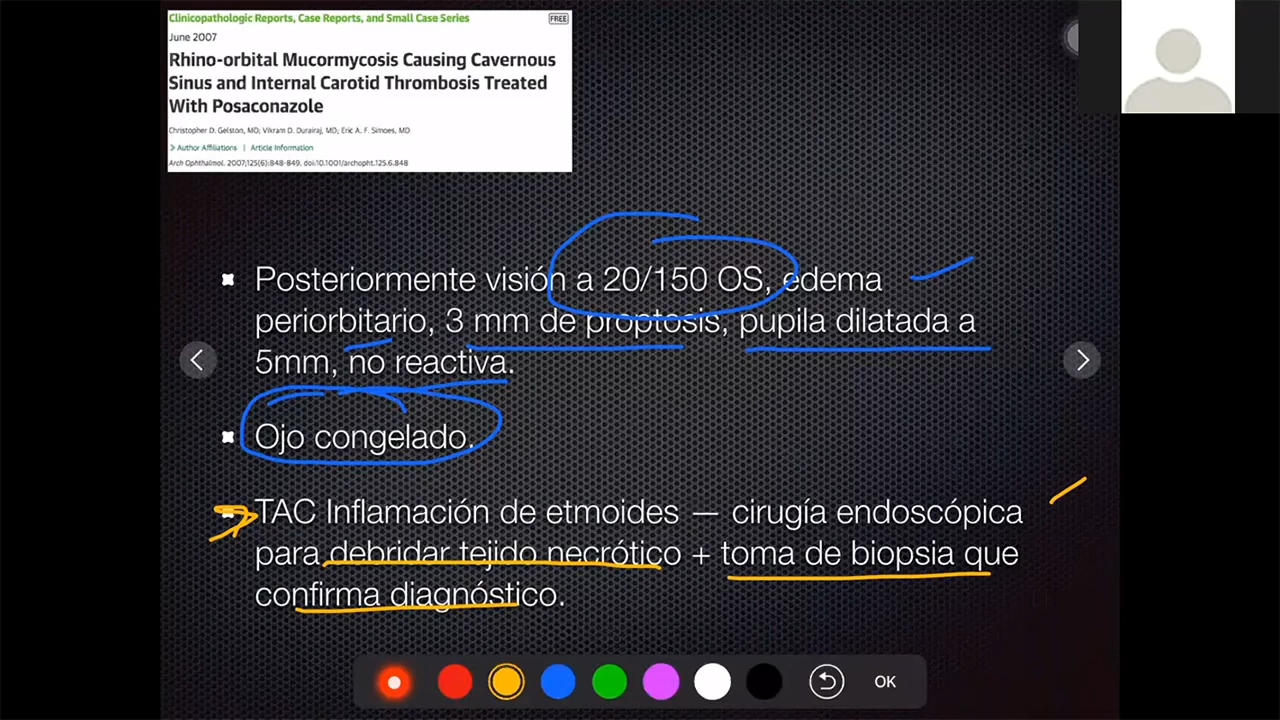 Clinicopathologic Reports, Case Reports, and Small Case Series
FREE
June 2007
Rhino-orbital Mucormycosis Causing Cavernous
Sinus and Internal Carotid Thrombosis Treated
With Posaconazole
Christopher D. Gelston, MD; Vikram D. Durairaj, MD; Eric A. F. Simoes, MD
» Author Affiliations | Article Information
Arch Ophthalmol. 2007;125(6):848-849. doi:10.1001/archopht.125.6.848
Posteriormente visión a 20/150 OS, edema
periorbitario, 3 mm de proptosis, pupila dilatada a
5mm, no reactiva.
Ojo congelado.
TAC Inflamación de etmoides — cirugía endoscópica
para debridar tejido necrótico + toma de biopsia que
confirma diagnóstico.
OK